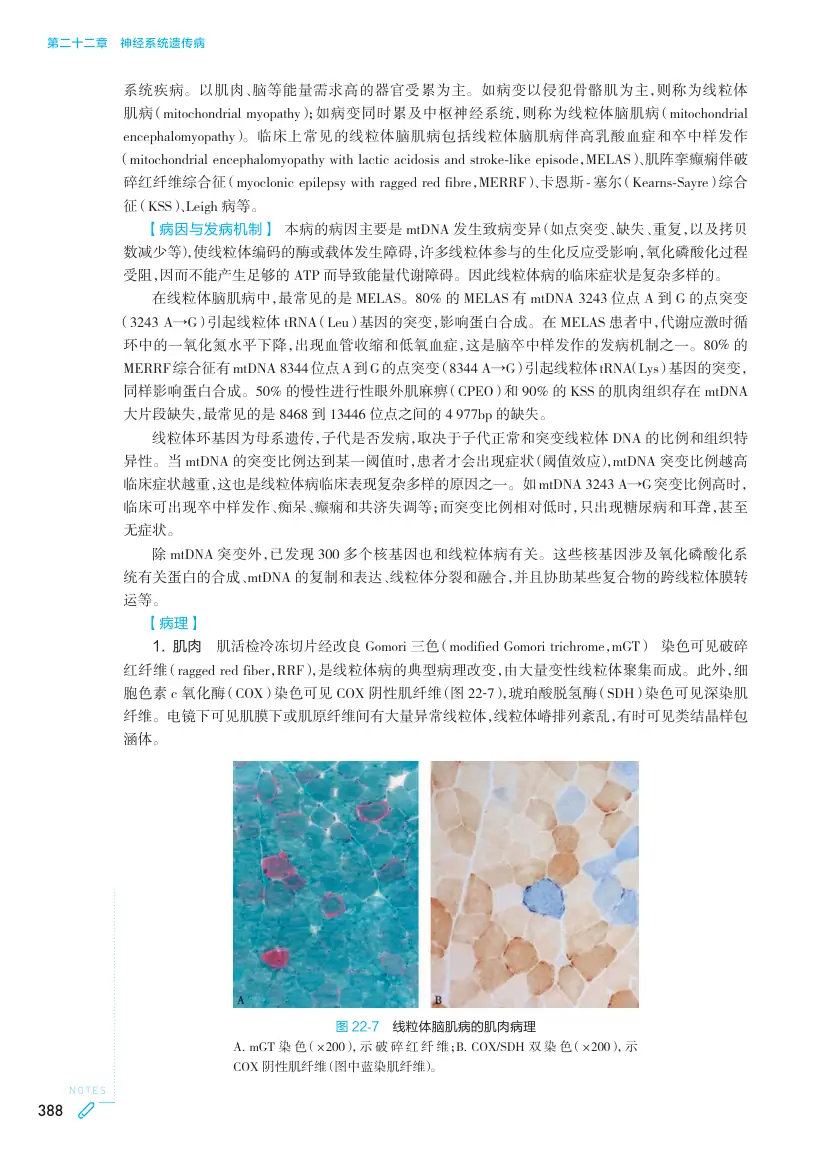 第二十二章　神经系统遗传病
系统疾病。以肌肉、脑等能量需求高的器官受累为主。如病变以侵犯骨骼肌为主,则称为线粒体
肌病(mitochondrial myopathy);如病变同时累及中枢神经系统,则称为线粒体脑肌病(mitochondrial
encephalomyopathy)。临床上常见的线粒体脑肌病包括线粒体脑肌病伴高乳酸血症和卒中样发作
(mitochondrial encephalomyopathy with lactic acidosis and stroke-like episode,MELAS)、肌阵挛癫痫伴破
碎红纤维综合征(myoclonic epilepsy with ragged red fibre,MERRF)、卡恩斯-塞尔(Kearns-Sayre)综合
征(KSS)、Leigh 病等。
【病因与发病机制】 本病的病因主要是 mtDNA 发生致病变异(如点突变、缺失、重复,以及拷贝
数减少等),使线粒体编码的酶或载体发生障碍,许多线粒体参与的生化反应受影响,氧化磷酸化过程
受阻,因而不能产生足够的 ATP 而导致能量代谢障碍。因此线粒体病的临床症状是复杂多样的。
在线粒体脑肌病中,最常见的是 MELAS。80% 的 MELAS 有 mtDNA 3243 位点 A 到 G 的点突变
(3243 A→G)引起线粒体 tRNA(Leu)基因的突变,影响蛋白合成。在 MELAS 患者中,代谢应激时循
环中的一氧化氮水平下降,出现血管收缩和低氧血症,这是脑卒中样发作的发病机制之一。80% 的
MERRF 综合征有 mtDNA 8344 位点 A 到 G 的点突变(8344 A→G)引起线粒体 tRNA(Lys)基因的突变,
同样影响蛋白合成。50% 的慢性进行性眼外肌麻痹(CPEO)和 90% 的 KSS 的肌肉组织存在 mtDNA
大片段缺失,最常见的是 8468 到 13446 位点之间的 4 977bp 的缺失。
线粒体环基因为母系遗传,子代是否发病,取决于子代正常和突变线粒体 DNA 的比例和组织特
异性。当 mtDNA 的突变比例达到某一阈值时,患者才会出现症状(阈值效应),mtDNA 突变比例越高
临床症状越重,这也是线粒体病临床表现复杂多样的原因之一。如 mtDNA 3243 A→G 突变比例高时,
临床可出现卒中样发作、痴呆、癫痫和共济失调等;而突变比例相对低时,只出现糖尿病和耳聋,甚至
无症状。
除 mtDNA 突变外,已发现 300 多个核基因也和线粒体病有关。这些核基因涉及氧化磷酸化系
统有关蛋白的合成、mtDNA 的复制和表达、线粒体分裂和融合,并且协助某些复合物的跨线粒体膜转
运等。
【病理】
1. 肌肉　肌活检冷冻切片经改良 Gomori 三色(modified Gomori trichrome,mGT)　染色可见破碎
红纤维(ragged red fiber,RRF),是线粒体病的典型病理改变,由大量变性线粒体聚集而成。此外,细
胞色素 c 氧化酶(COX)染色可见 COX 阴性肌纤维(图 22-7),琥珀酸脱氢酶(SDH)染色可见深染肌
纤维。电镜下可见肌膜下或肌原纤维间有大量异常线粒体,线粒体嵴排列紊乱,有时可见类结晶样包
涵体。
A
B
图 22-7　线粒体脑肌病的肌肉病理
A. mGT 染色(×200),示破碎红纤维;B. COX/SDH 双染色(×200),示
COX 阴性肌纤维(图中蓝染肌纤维)。
NOTES
388